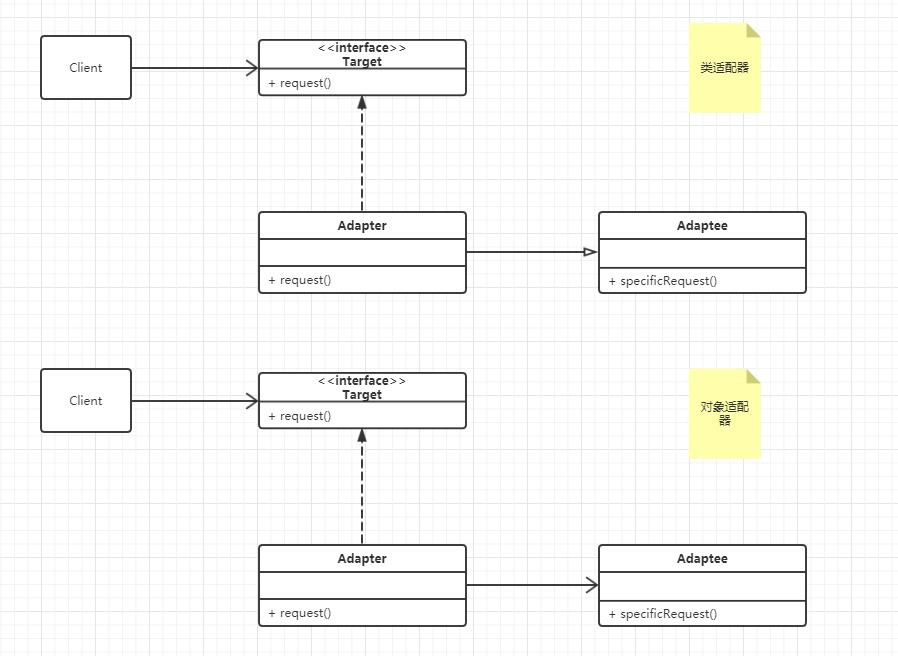 Client
<<interface>>
Target
+ request()
类适配器
Adapter
+ request()
Adaptee
+ specificRequest()
Client
<<interface>>
Target
+ request()
对象适配
器
Adapter
+ request()
Adaptee
+ specificRequest()